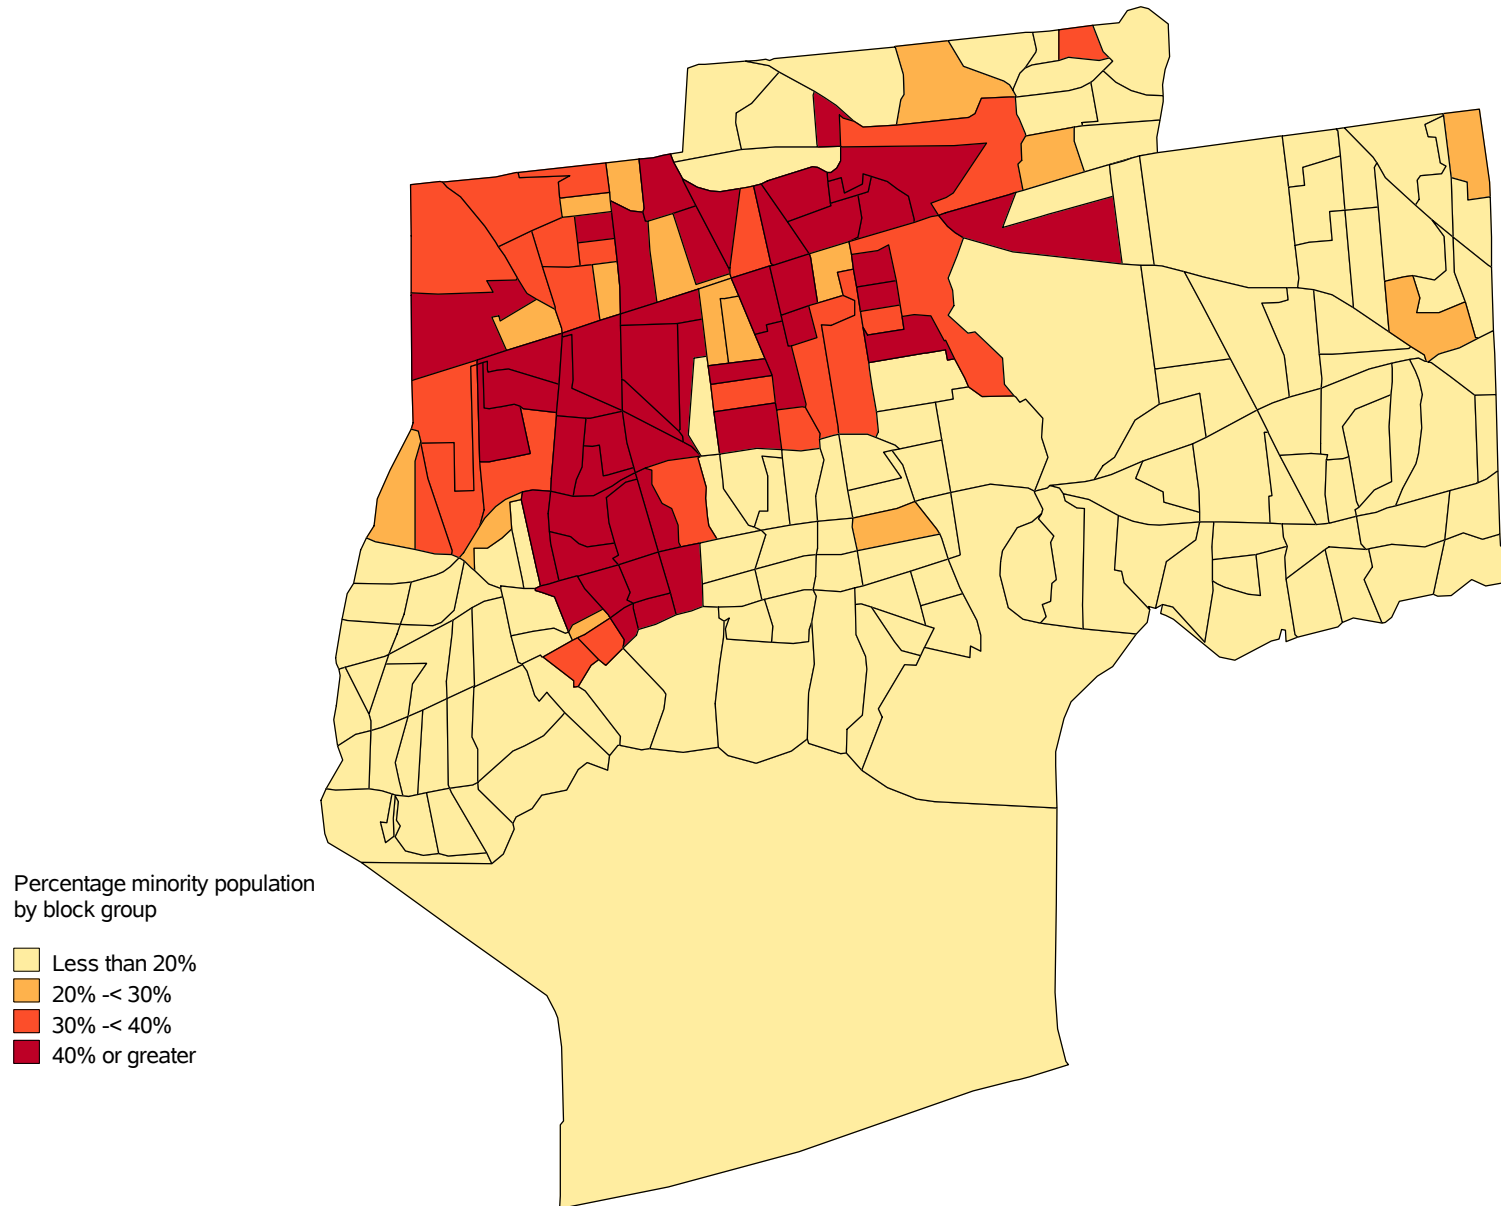 Percentage minority population
by block group
Less than 20%
20% -< 30%
30% -< 40%
40% or greater